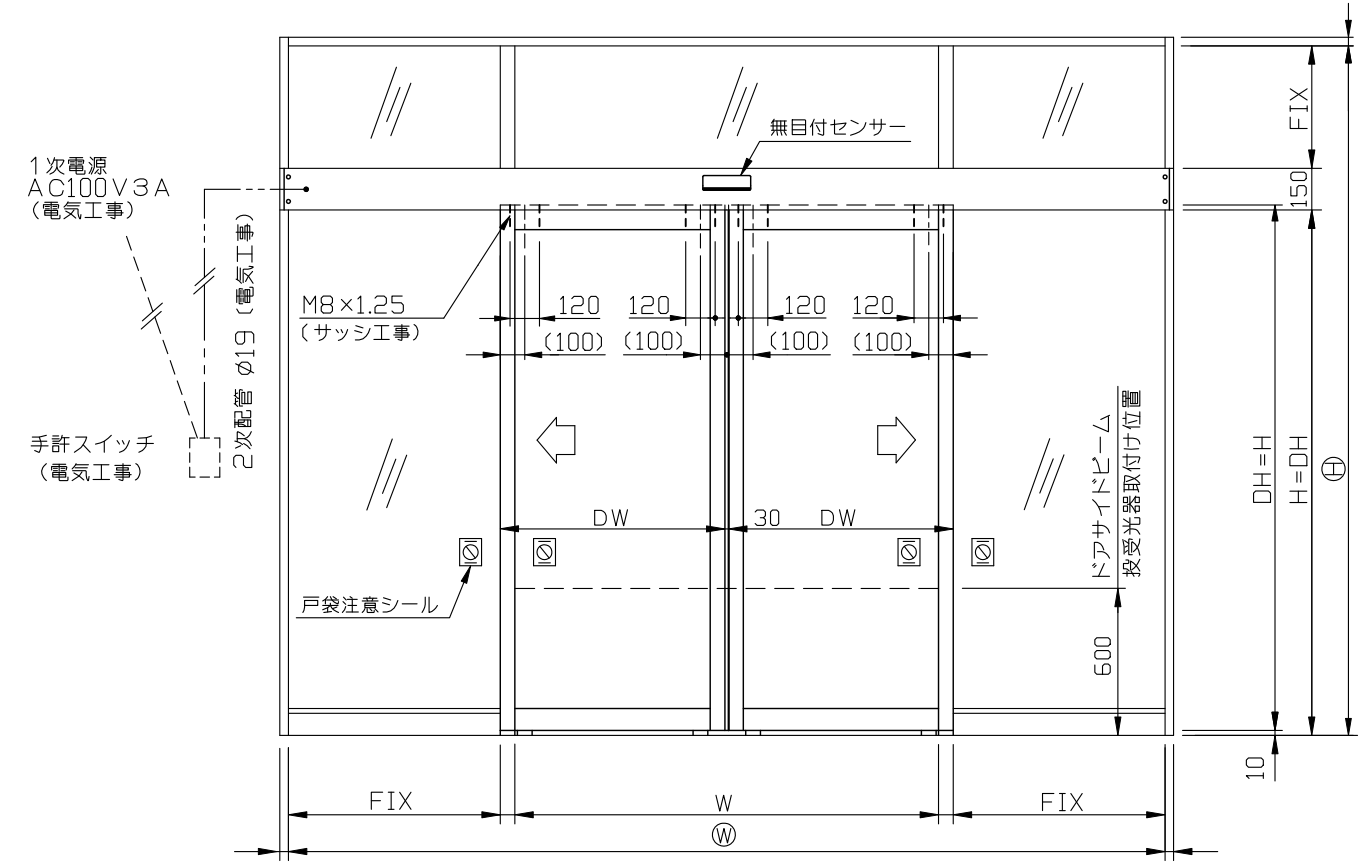 無目付センサー
FIX
1次電源
AC100V3A
(電気工事)
150
2次配管 Ø19 (電気工事)
M8×1.25
(サッシ工事)
120
120
120
120
(100)
(100)
(100)
(100)
手許スイッチ
(電気工事)
ドアサイドビーム
投受光器取付け位置
DH=H
H=DH
H
DW
30
DW
戸袋注意シール
600
10
FIX
W
FIX
W